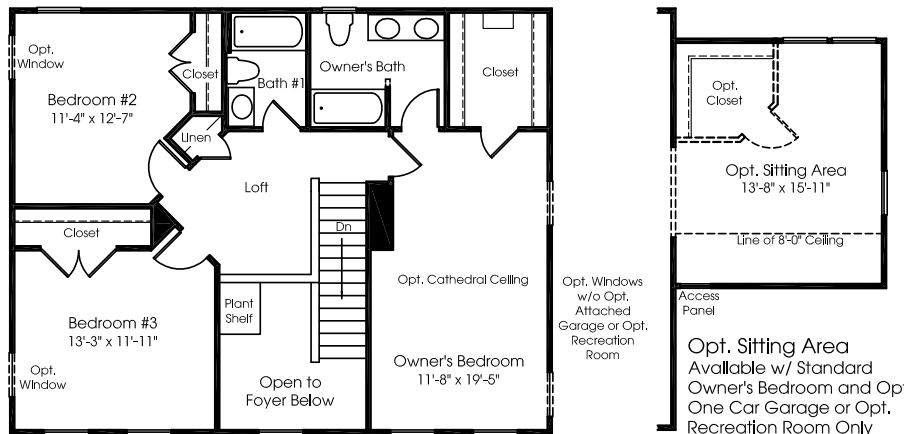 Opt.
Window
Closet
Bedroom #2
11'-4" x 12'-7"
Linen
Bath #1
Owner's Bath
Closet
Loft
Closet
Dn
Bedroom #3
13'-3" x 11'-11"
Opt.
Window
Plant
Shelf
Open to
Foyer Below
Opt. Cathedral Ceiling
Owner's Bedroom
11'-8" x 19'-5"
Opt. Windows
w/o Opt.
Attached
Garage or Opt.
Recreation
Room
Opt.
Closet
Opt. Sitting Area
13'-8" x 15'-11"
Line of 8'-0" Ceiling
Access
Panel
Opt. Sitting Area
Available w/ Standard
Owner's Bedroom and Op
One Car Garage or Opt.
Recreation Room Only